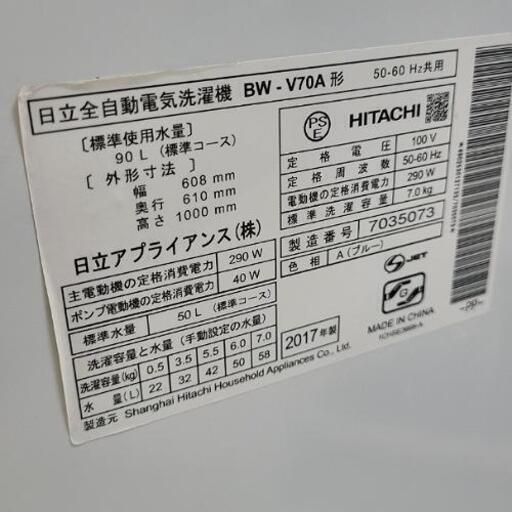 日立全自動電気洗濯機 BW-V70A 形 50-60 Hz共用
〔標準使用水量〕
90 L (標準コース)
〔外形寸法〕
幅 608 mm
奥行 610 mm
高さ 1000 mm
日立アプライアンス(株)
主電動機の定格消費電力 290 W
ポンプ電動機の定格消費電力 40 W
標準水量 50 L (標準コース)
洗濯容量と水量 (手動設定の水量)
洗濯容量(kg) 0.5 3.5 5.5 6.0 7.0
水量(L) 22 32 42 50 58
製造元 Shanghai Hitachi Household Appliances Co., Ltd.
PSE HITACHI
定格電圧 100 V
定格周波数 50-60 Hz
電動機の定格消費電力 290 W
標準洗濯容量 7.0 kg
製造番号 7035073
色相 A(ブルー)
JET
2017年製
MADE IN CHINA
-PP-